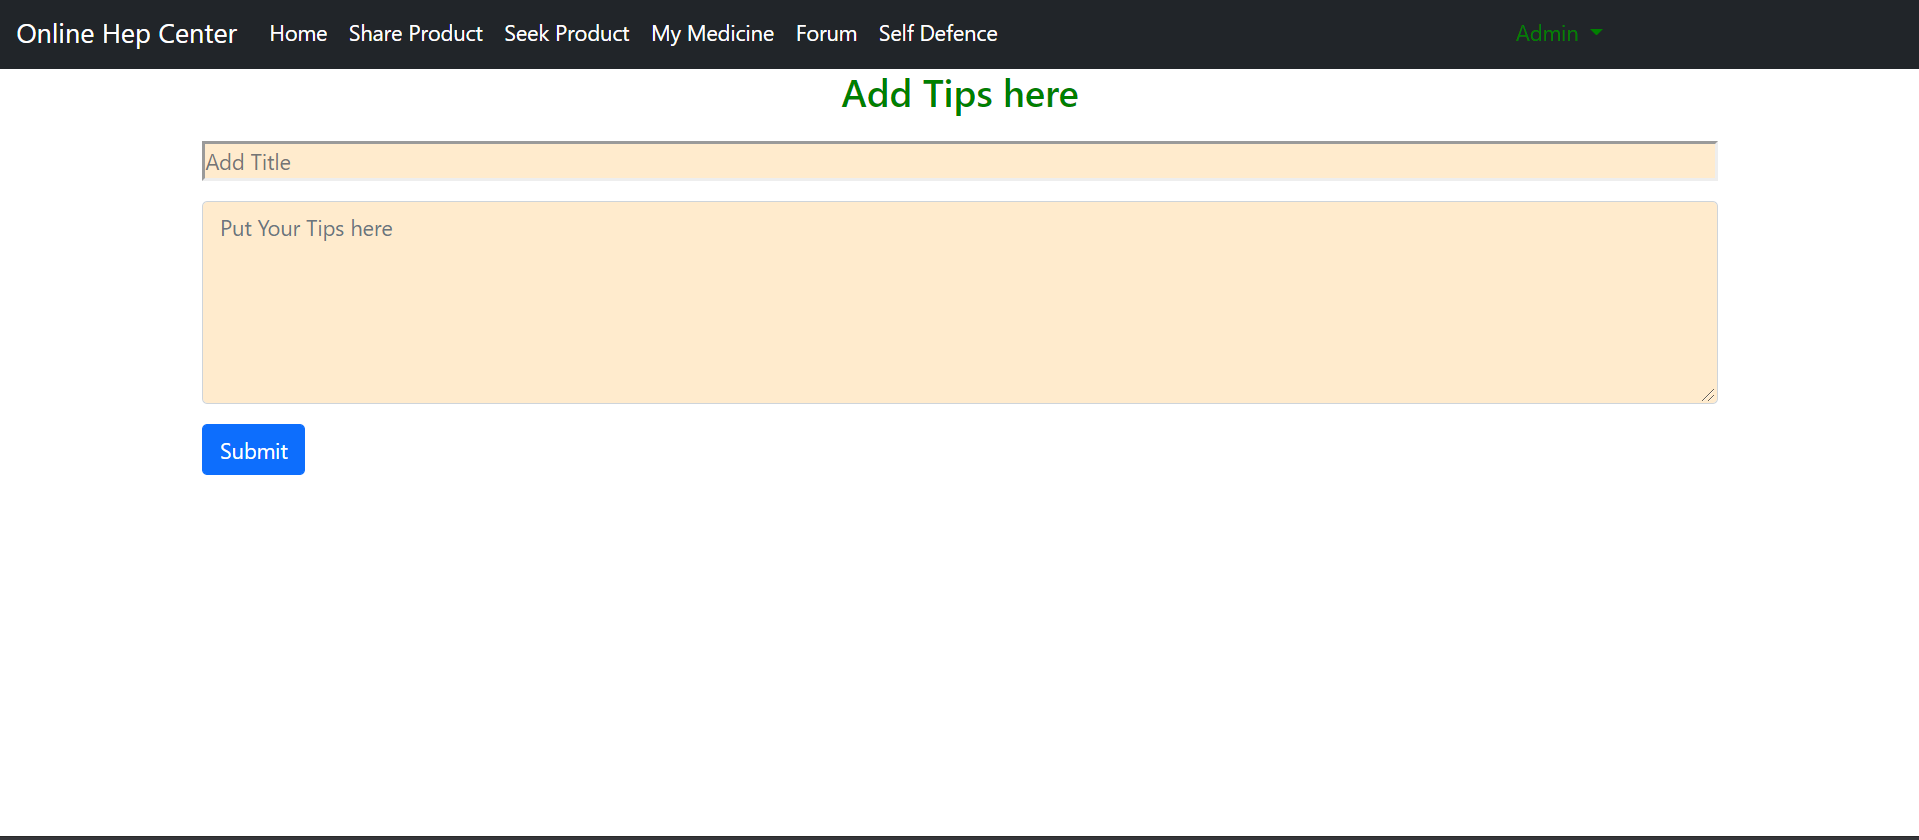 Online Hep Center Home Share Product Seek Product My Medicine Forum Self Defence Admin
Add Tips here
Add Title
Put Your Tips here
Submit